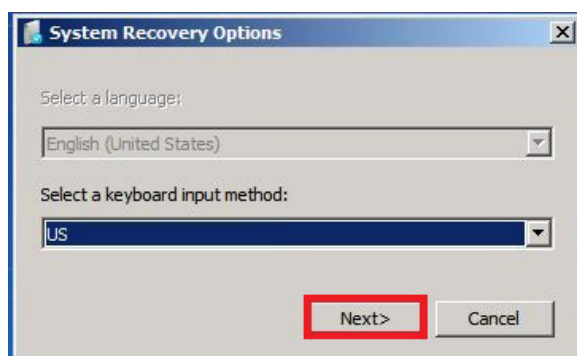 System Recovery Options
Select a language:
English (United States)
Select a keyboard input method:
US
Next>
Cancel